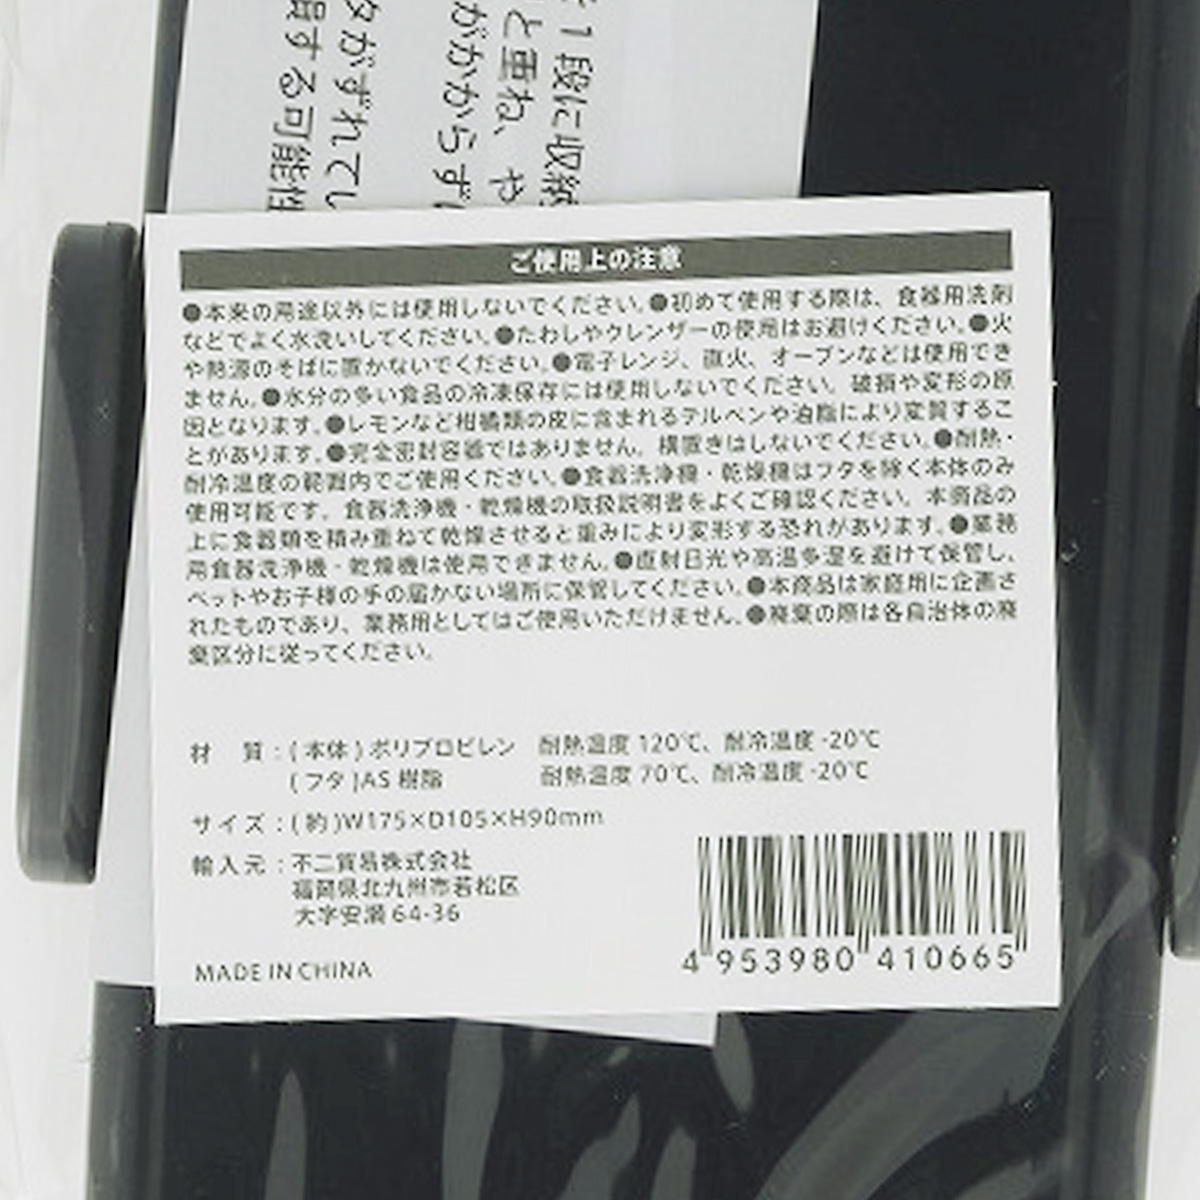 ご使用上の注意
●本来の用途以外には使用しないでください。●初めて使用する際は、食器用洗剤
などでよく水洗いしてください。●たわしやクレンザーの使用はお避けください。●火
や熱源のそばに置かないでください。●電子レンジ、直火、オーブンなどは使用でき
ません。●水分の多い食品の冷凍保存には使用しないでください。破損や変形の原
因となります。●レモンなど柑橘類の皮に含まれるテルペンや油脂により変質するこ
とがあります。●完全密封容器ではありません。横置きはしないでください。●耐熱・
耐冷温度の範囲内でご使用ください。●食器洗浄機・乾燥機はフタを除く本体のみ
使用可能です。食器洗浄機・乾燥機の取扱説明書をよくご確認ください。本商品の
上に食器類を積み重ねて乾燥させると重みにより変形する恐れがあります。●業務
用食器洗浄機・乾燥機は使用できません。●直射日光や高温多湿を避けて保管し、
ペットやお子様の手の届かない場所に保管してください。●本商品は家庭用に企画さ
れたものであり、業務用としてはご使用いただけません。●廃棄の際は各自治体の廃
棄区分に従ってください。
材 質：(本体)ポリプロピレン 耐熱温度 120℃、耐冷温度 -20℃
(フタ)AS 樹脂 耐熱温度 70℃、耐冷温度 -20℃
サイズ：(約)W175×D105×H90mm
輸入元：不二貿易株式会社
福岡県北九州市若松区
大字安瀬 64-36
MADE IN CHINA
4 953980 410665
1 段に収納
と重ね、や
がかからず
タがずれてい
損する可能性